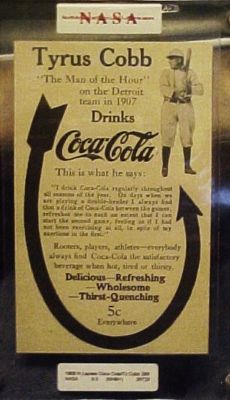 NASA
Tyrus Cobb
"The Man of the Hour"
on the Detroit
team in 1907
Drinks
Coca-Cola
This is what he says:
"I drink Coca-Cola regularly throughout
all seasons of the year. On days when we
are playing a double-header I always find
that a drink of Coca-Cola between the games
refreshes me to such an extent that I can
start the second game, feeling as if I had
not been exercising at all, in spite of my
exertions in the first."
Rooters, players, athletes—everybody
always find Coca-Cola the satisfactory
beverage when hot, tired or thirsty.
Delicious—Refreshing
—Wholesome
—Thirst-Quenching
5c
Everywhere